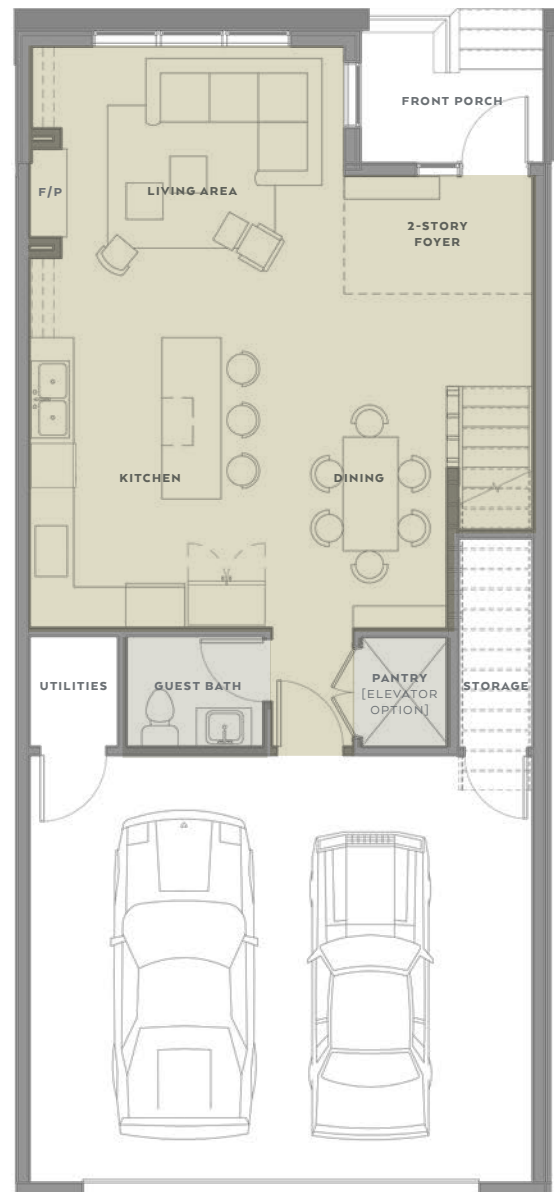 FRONT PORCH
F/P
LIVING AREA
2-STORY
FOYER
KITCHEN
DINING
UTILITIES
GUEST BATH
PANTRY
[ELEVATOR
OPTION]
STORAGE